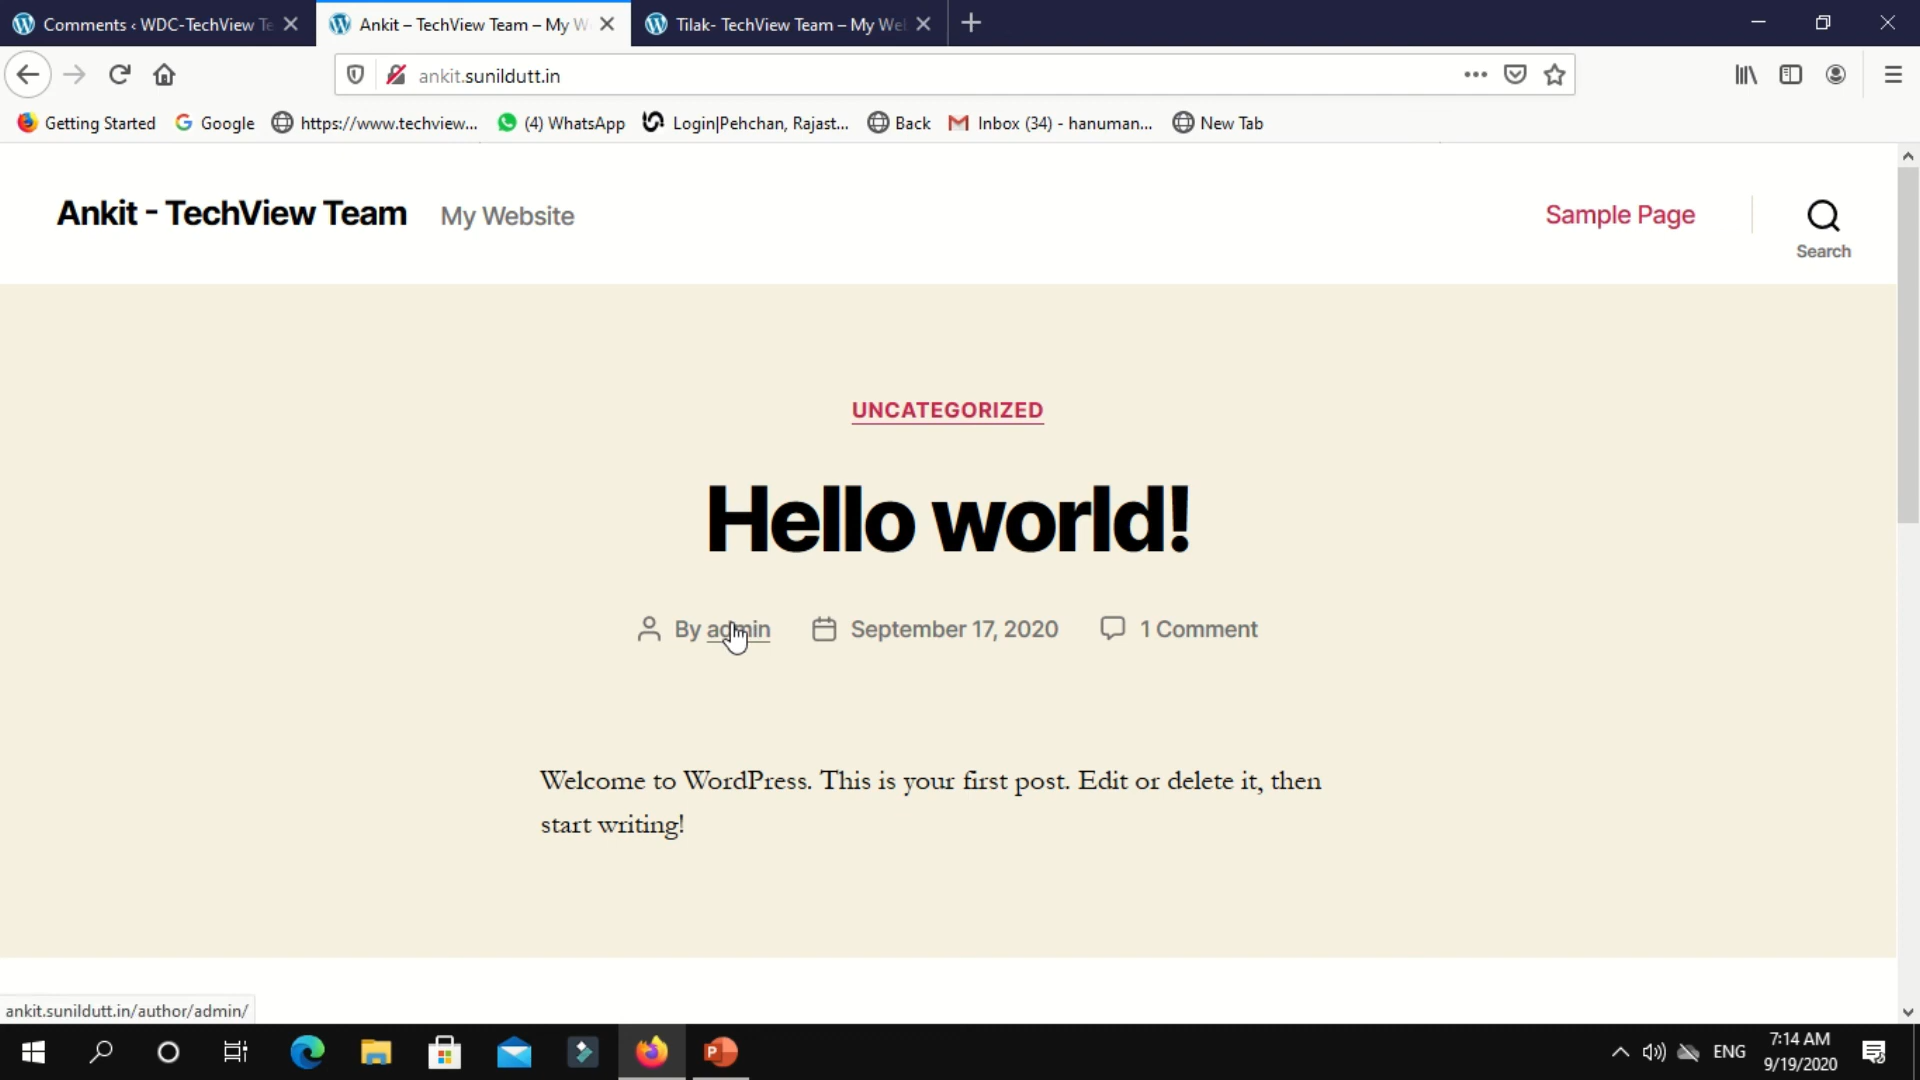 Comments ‹ WDC-TechView Te
Ankit – TechView Team – My W
Tilak- TechView Team – My We
ankit.sunildutt.in
Getting Started
Google
https://www.techview...
(4) WhatsApp
Login|Pehchan, Rajast...
Back
Inbox (34) - hanuman...
New Tab
Ankit - TechView Team
My Website
Sample Page
Search
UNCATEGORIZED
Hello world!
By admin
September 17, 2020
1 Comment
Welcome to WordPress. This is your first post. Edit or delete it, then
start writing!
ankit.sunildutt.in/author/admin/
ENG
7:14 AM
9/19/2020